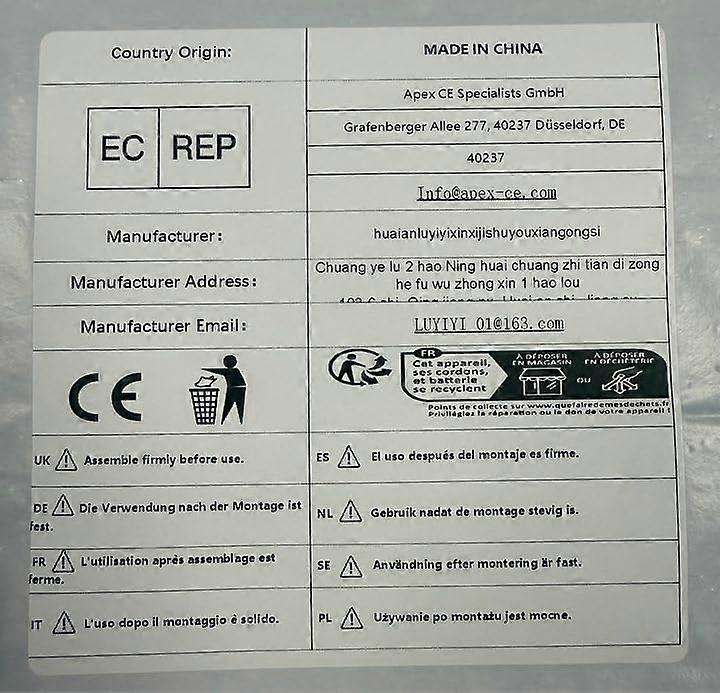 Country Origin:
MADE IN CHINA
EC REP
Apex CE Specialists GmbH
Grafenberger Allee 277, 40237 Düsseldorf, DE
40237
Info@apex-ce.com
Manufacturer:
huaianluyiyixinxijishuyouxiangongsi
Manufacturer Address:
Chuang ye lu 2 hao Ning huai chuang zhi tian di zong
he fu wu zhong xin 1 hao lou
Manufacturer Email:
LUYIYI_01@163.com
CE
FR
Cet appareil,
ses cordons,
et batterie
se recyclent
À DÉPOSER
EN MAGASIN
OU
À DÉPOSER
EN DÉCHÈTERIE
Points de collecte sur www.quefairedemesdechets.fr
Privilégiez la réparation ou le don de votre appareil !
UK Assemble firmly before use.
ES El uso después del montaje es firme.
DE Die Verwendung nach der Montage ist
fest.
NL Gebruik nadat de montage stevig is.
FR L'utilisation après assemblage est
ferme.
SE Användning efter montering är fast.
IT L'uso dopo il montaggio è solido.
PL Używanie po montażu jest mocne.